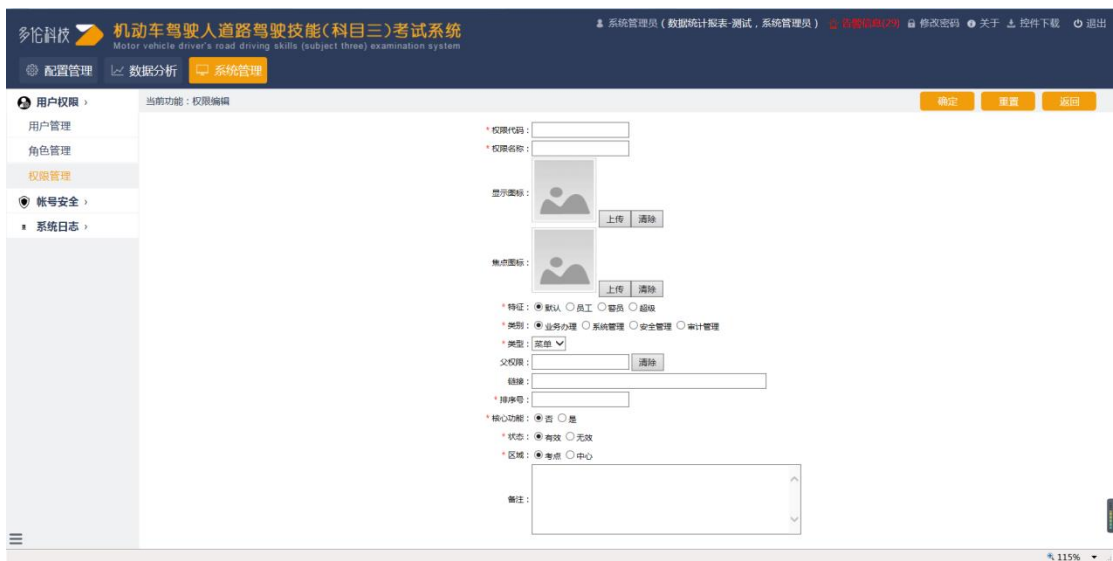 多伦科技 机动车驾驶人道路驾驶技能(科目三)考试系统
Motor vehicle driver's road driving skills (subject three) examination system
系统管理员(数据统计报表-测试,系统管理员) 告警信息(29) 修改密码 关于 控件下载 退出
配置管理 数据分析 系统管理
用户权限 ›
当前功能:权限编辑
确定 重置 返回
用户管理
角色管理
权限管理
帐号安全 ›
系统日志 ›
* 权限代码:
* 权限名称:
显示图标: 上传 清除
焦点图标: 上传 清除
* 特征: 默认 员工 警员 超级
* 类别: 业务办理 系统管理 安全管理 审计管理
* 类型: 菜单
父权限: 清除
链接:
* 排序号:
* 核心功能: 否 是
* 状态: 有效 无效
* 区域: 考点 中心
备注:
115%